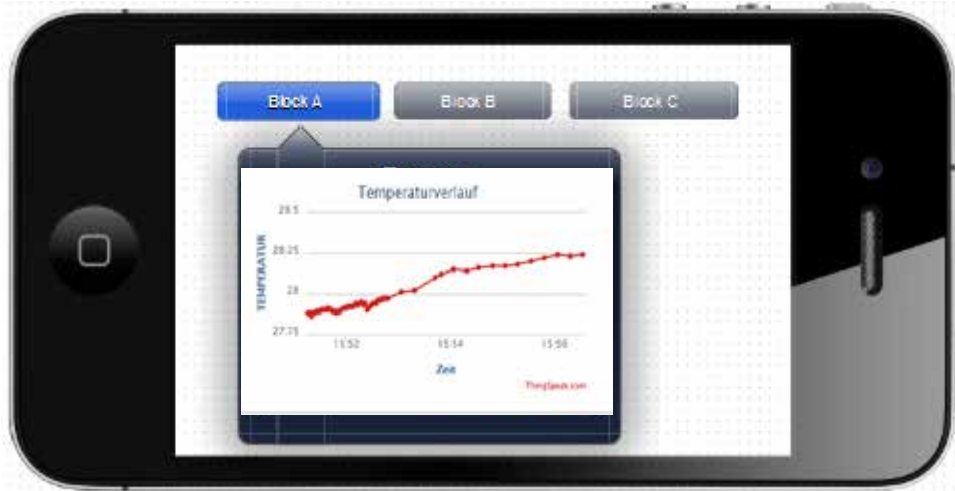 Block A
Block B
Block C
Temperaturverlauf
28.5
28.25
28
27.75
TEMPERATUR
15:52
15:54
15:56
Zeit
ThingSpeak.com